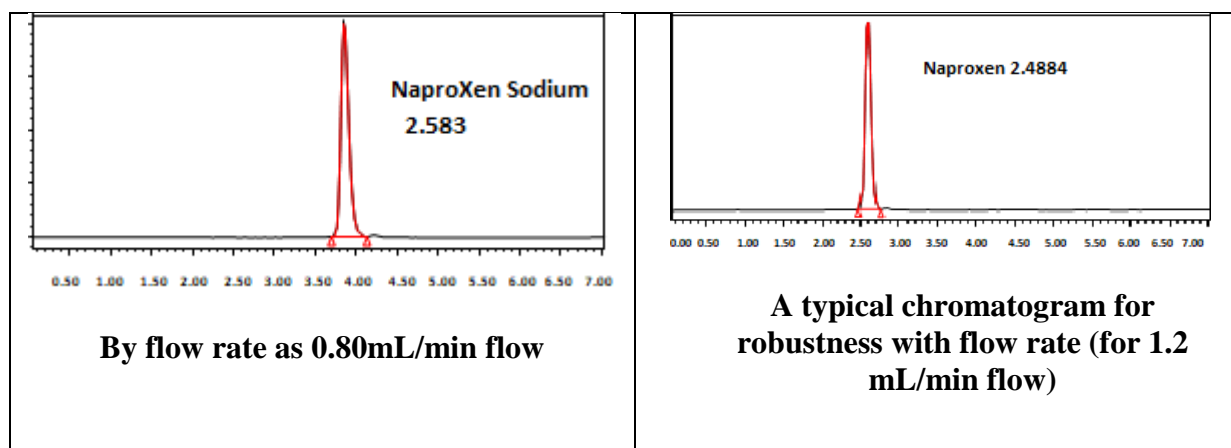 NaproXen Sodium
2.583
0.50 1.00 1.50 2.00 2.50 3.00 3.50 4.00 4.50 5.00 5.50 6.00 6.50 7.00
By flow rate as 0.80mL/min flow
Naproxen 2.4884
0.00 0.50 1.00 1.50 2.00 2.50 3.00 3.50 4.00 4.50 5.00 5.50 6.00 6.50 7.00
A typical chromatogram for
robustness with flow rate (for 1.2
mL/min flow)